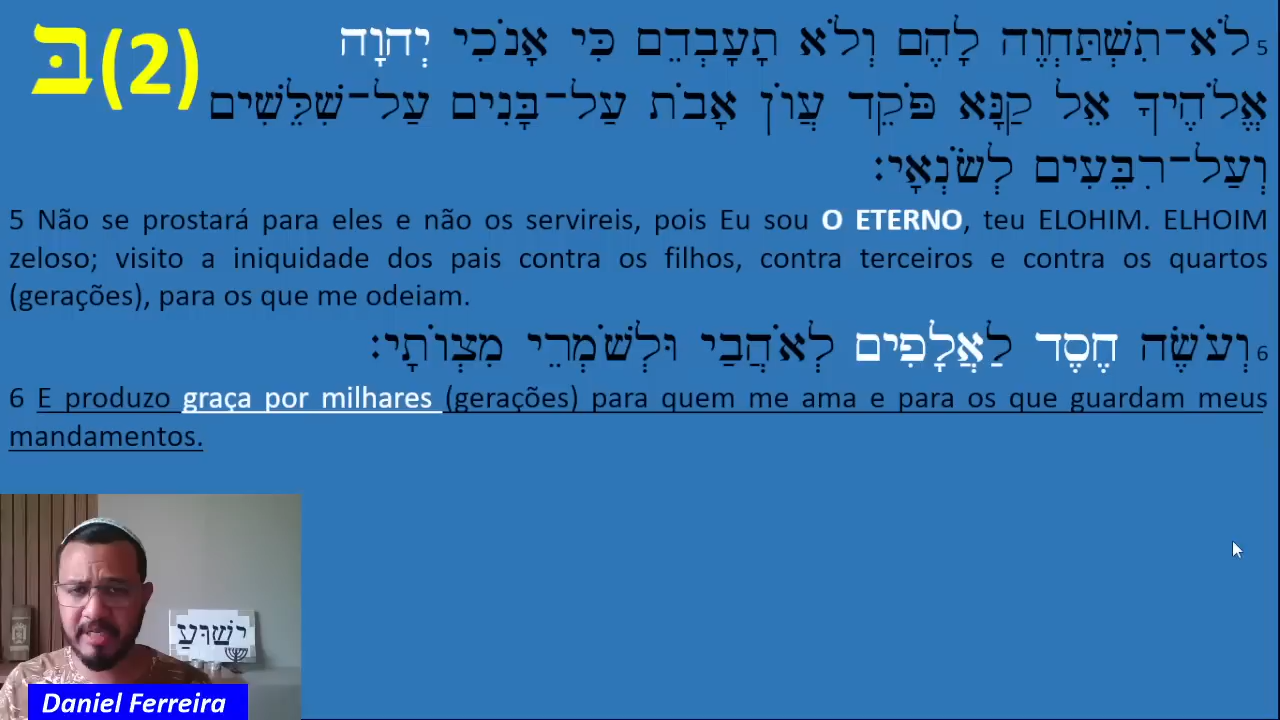 בּ(2)
5 לֹא־תִשְׁתַּחְוֶה לָהֶם וְלֹא תָעָבְדֵם כִּי אָנֹכִי יְהוָה
אֱלֹהֶיךָ אֵל קַנָּא פֹּקֵד עֲוֹן אָבֹת עַל־בָּנִים עַל־שִׁלֵּשִׁים
וְעַל־רִבֵּעִים לְשֹׂנְאָי׃
5 Não se prostará para eles e não os servireis, pois Eu sou O ETERNO, teu ELOHIM. ELHOIM
zeloso; visito a iniquidade dos pais contra os filhos, contra terceiros e contra os quartos
(gerações), para os que me odeiam.
6 וְעֹשֶׂה חֶסֶד לַאֲלָפִים לְאֹהֲבַי וּלְשֹׁמְרֵי מִצְוֹתָי׃
6 E produzo graça por milhares (gerações) para quem me ama e para os que guardam meus
mandamentos.
ישׁוּעַ
Daniel Ferreira